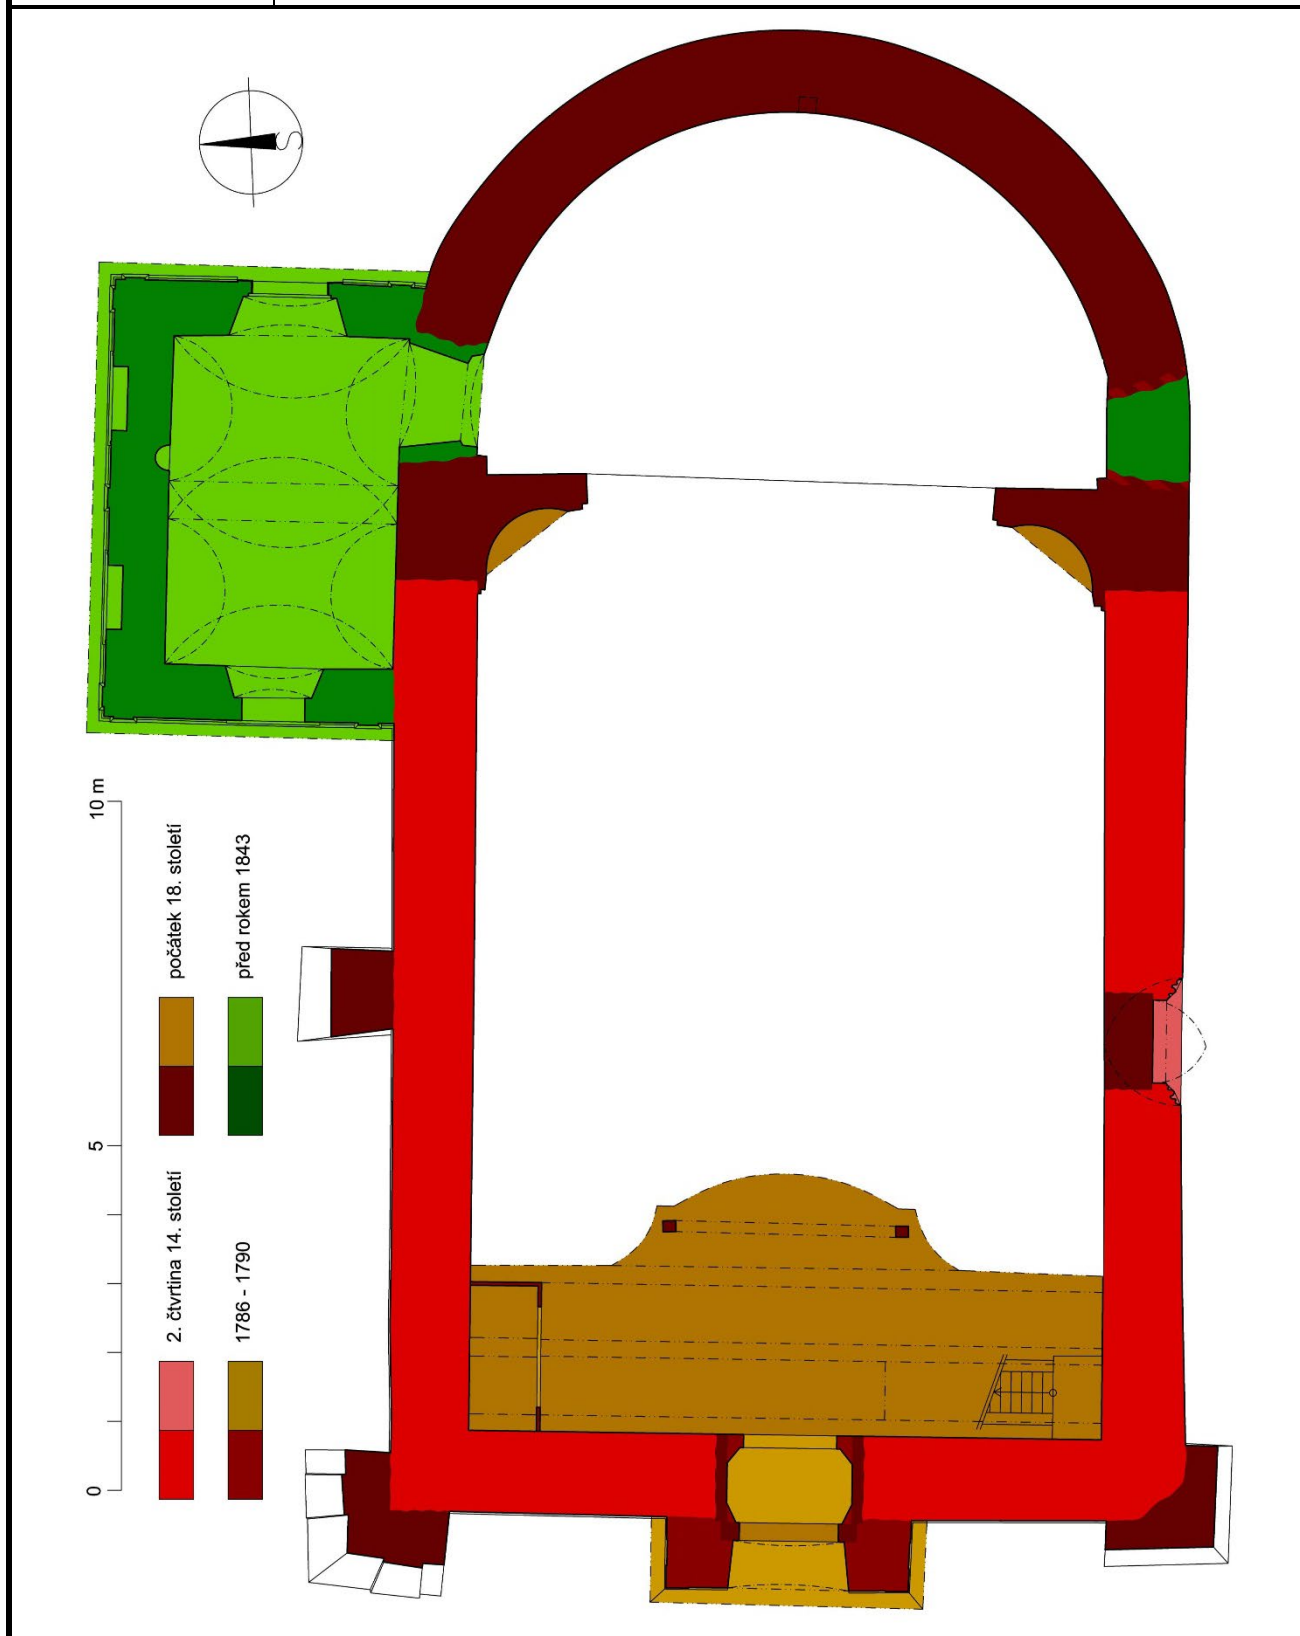 S
10 m
5
0
počátek 18. století
před rokem 1843
2. čtvrtina 14. století
1786 - 1790